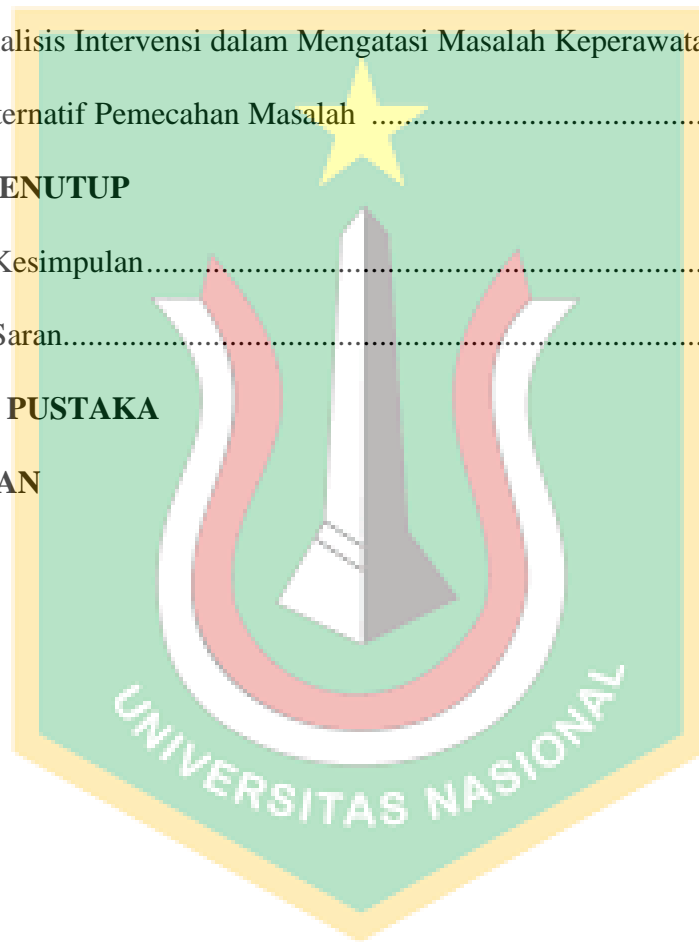 alisis Intervensi dalam Mengatasi Masalah Keperawata
ternatif Pemecahan Masalah ........................................
ENUTUP
Kesimpulan..................................................................
Saran............................................................................
PUSTAKA
AN
UNIVERSITAS NASIONAL